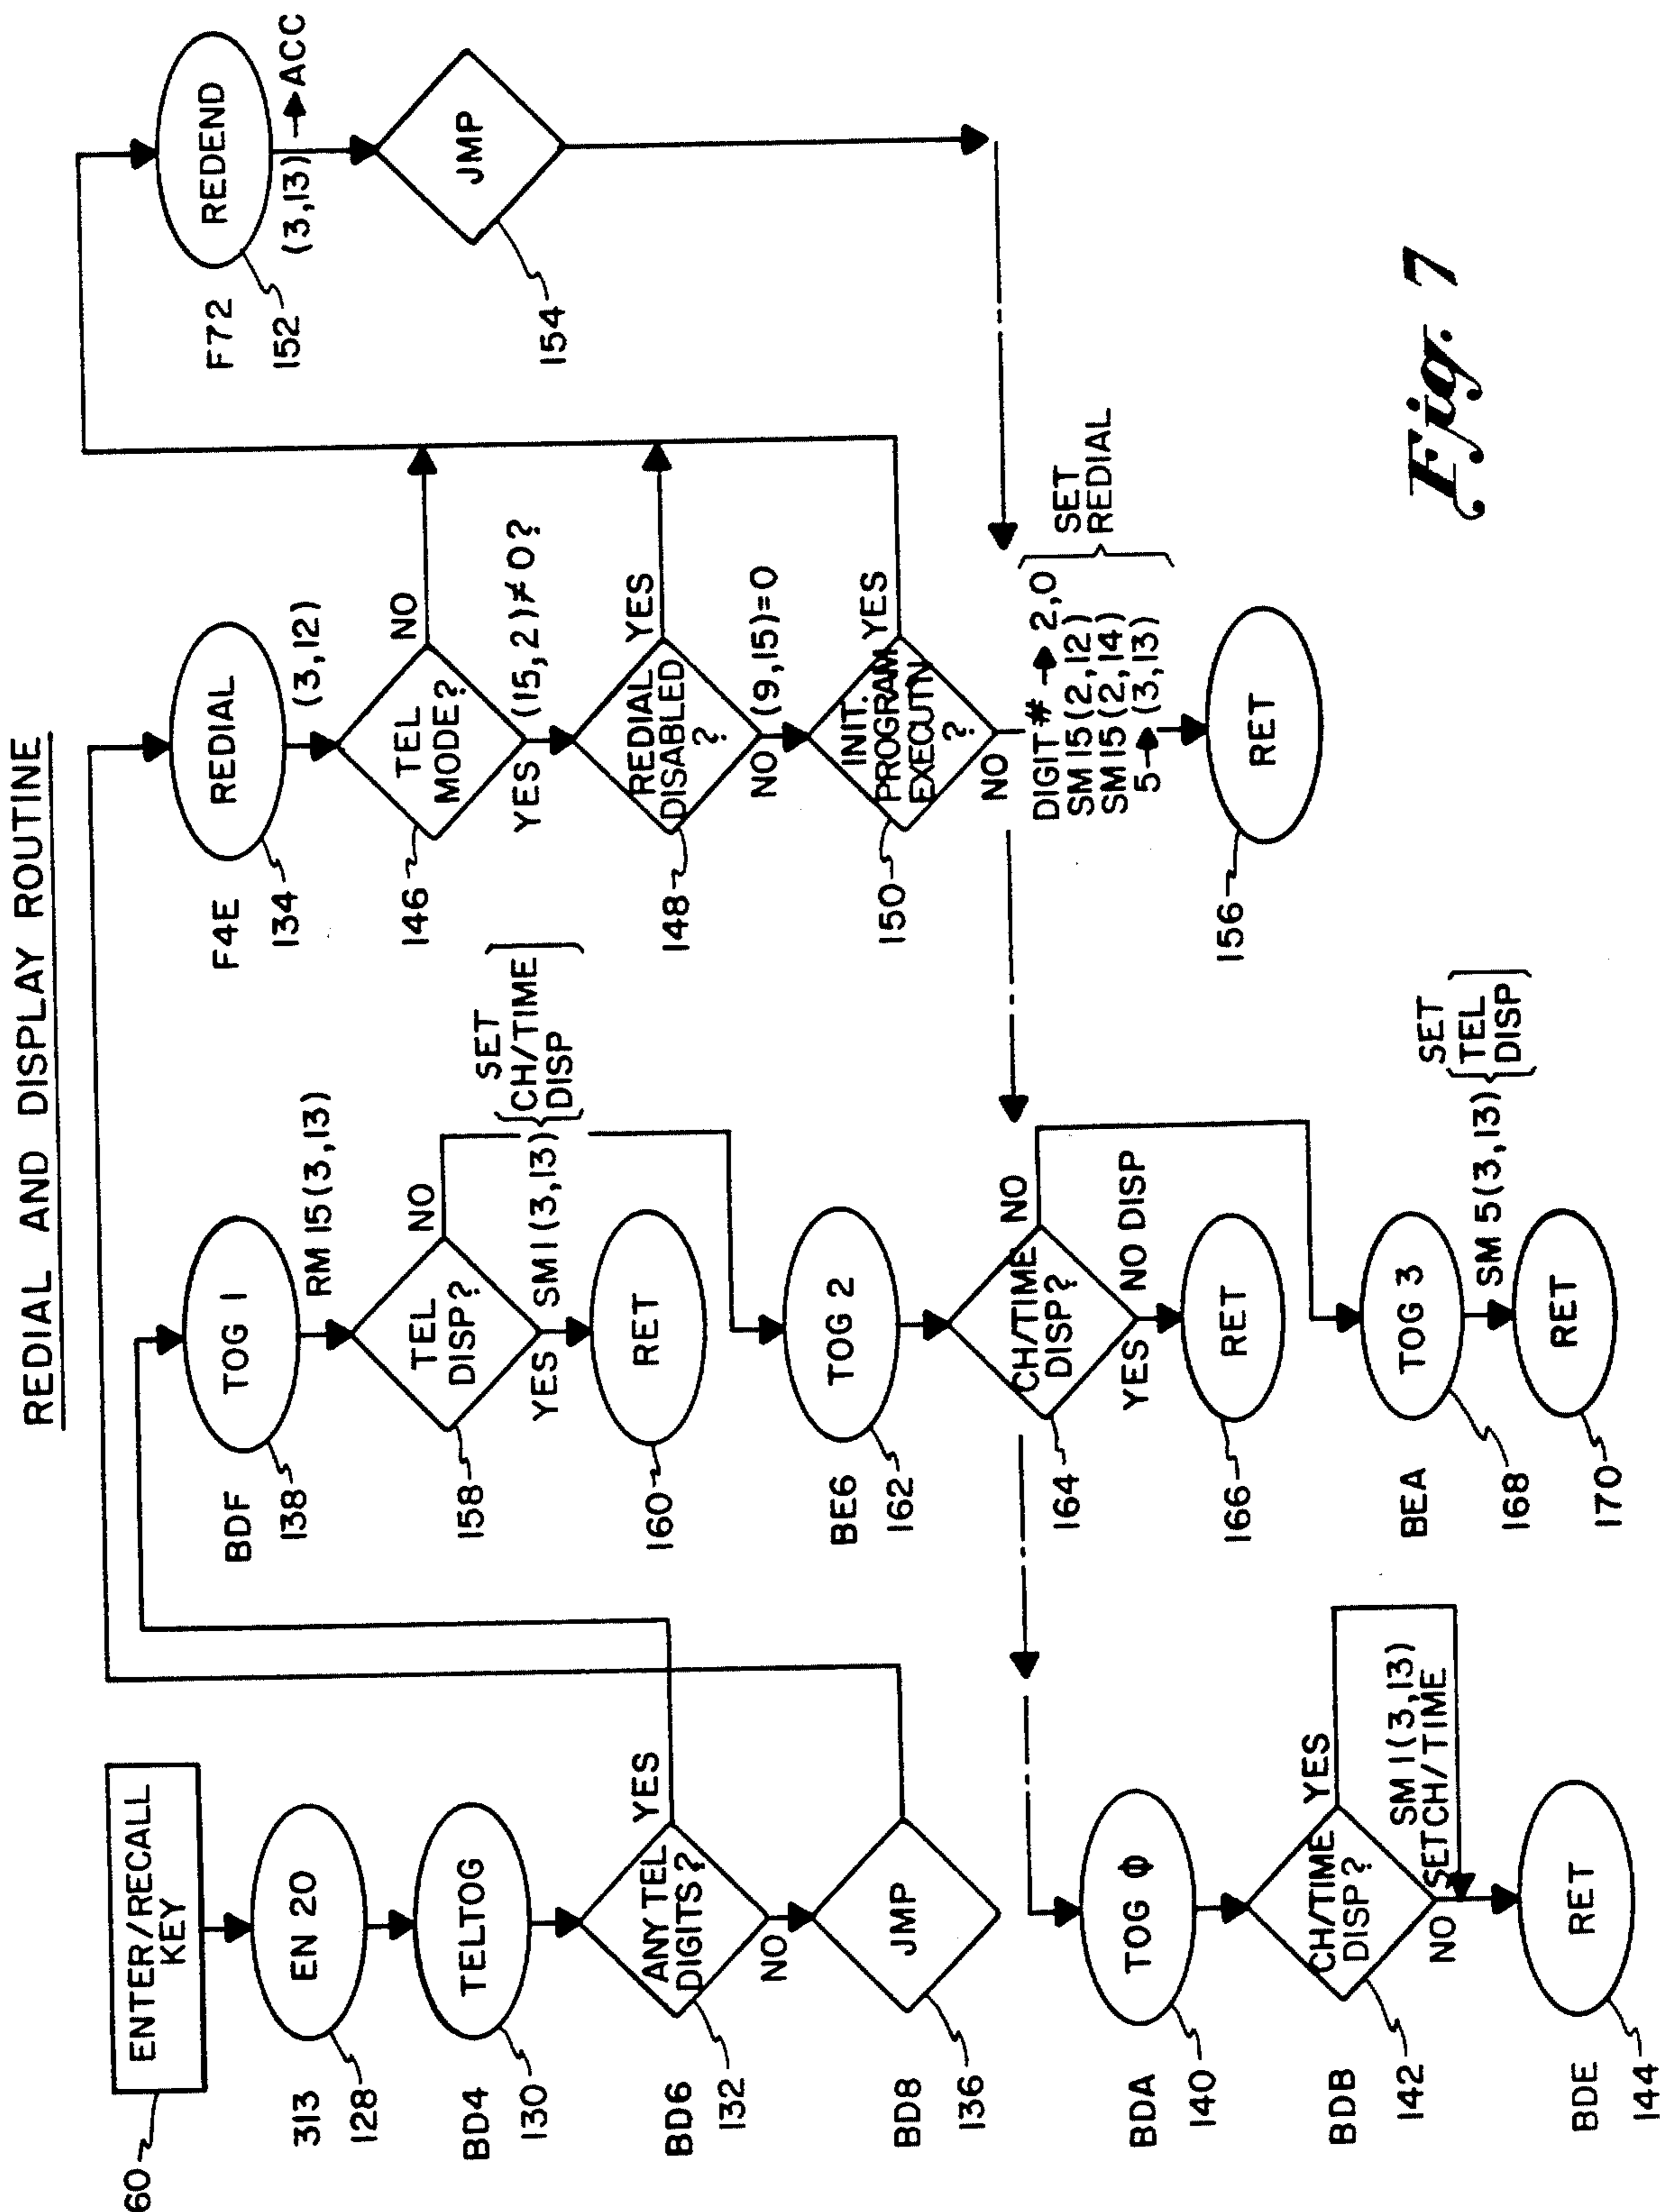 REDIAL AND DISPLAY ROUTINE
60
ENTER/RECALL
KEY
313
128
EN 20
BD4
130
TELTOG
BD6
132
ANY TEL
DIGITS ?
YES
NO
BD8
136
JMP
BDA
140
TOG φ
BDB
142
CH/TIME
DISP?
YES
NO
SM 1 (3,13)
SETCH/TIME
BDE
144
RET
BDF
138
TOG 1
RM 15 (3,13)
158
TEL
DISP?
NO
YES
SM 1 (3,13)
SET
CH/TIME
DISP
160
RET
BE6
162
TOG 2
164
CH/TIME
DISP?
NO
YES
NO DISP
166
RET
BEA
168
TOG 3
SM 5 (3,13)
SET
TEL
DISP
170
RET
F4E
134
REDIAL
(3,12)
146
TEL
MODE?
NO
YES
(15,2)≠0?
148
REDIAL
DISABLED
?
YES
NO
(9,15)=0
150
INIT.
PROGRAM
EXECUTN
?
YES
NO
DIGIT # → 2,0
SM 15 (2,12)
SM 15 (2,14)
5→(3,13)
SET
REDIAL
156
RET
F72
152
REDEND
(3,13)→ACC
154
JMP
Fig. 7